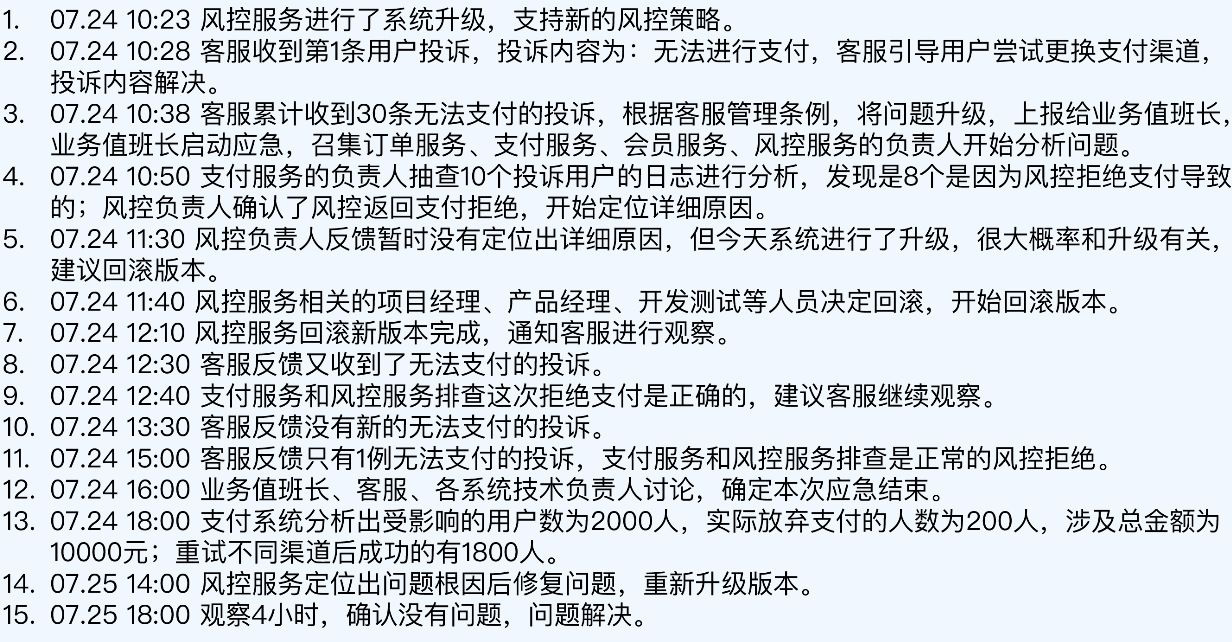 1. 07.24 10:23 风控服务进行了系统升级，支持新的风控策略。
2. 07.24 10:28 客服收到第1条用户投诉，投诉内容为：无法进行支付，客服引导用户尝试更换支付渠道，
投诉内容解决。
3. 07.24 10:38 客服累计收到30条无法支付的投诉，根据客服管理条例，将问题升级，上报给业务值班长，
业务值班长启动应急，召集订单服务、支付服务、会员服务、风控服务的负责人开始分析问题。
4. 07.24 10:50 支付服务的负责人抽查10个投诉用户的日志进行分析，发现是8个是因为风控拒绝支付导致
的；风控负责人确认了风控返回支付拒绝，开始定位详细原因。
5. 07.24 11:30 风控负责人反馈暂时没有定位出详细原因，但今天系统进行了升级，很大概率和升级有关，
建议回滚版本。
6. 07.24 11:40 风控服务相关的项目经理、产品经理、开发测试等人员决定回滚，开始回滚版本。
7. 07.24 12:10 风控服务回滚新版本完成，通知客服进行观察。
8. 07.24 12:30 客服反馈又收到了无法支付的投诉。
9. 07.24 12:40 支付服务和风控服务排查这次拒绝支付是正确的，建议客服继续观察。
10. 07.24 13:30 客服反馈没有新的无法支付的投诉。
11. 07.24 15:00 客服反馈只有1例无法支付的投诉，支付服务和风控服务排查是正常的风控拒绝。
12. 07.24 16:00 业务值班长、客服、各系统技术负责人讨论，确定本次应急结束。
13. 07.24 18:00 支付系统分析出受影响的用户数为2000人，实际放弃支付的人数为200人，涉及总金额为
10000元；重试不同渠道后成功的有1800人。
14. 07.25 14:00 风控服务定位出问题根因后修复问题，重新升级版本。
15. 07.25 18:00 观察4小时，确认没有问题，问题解决。